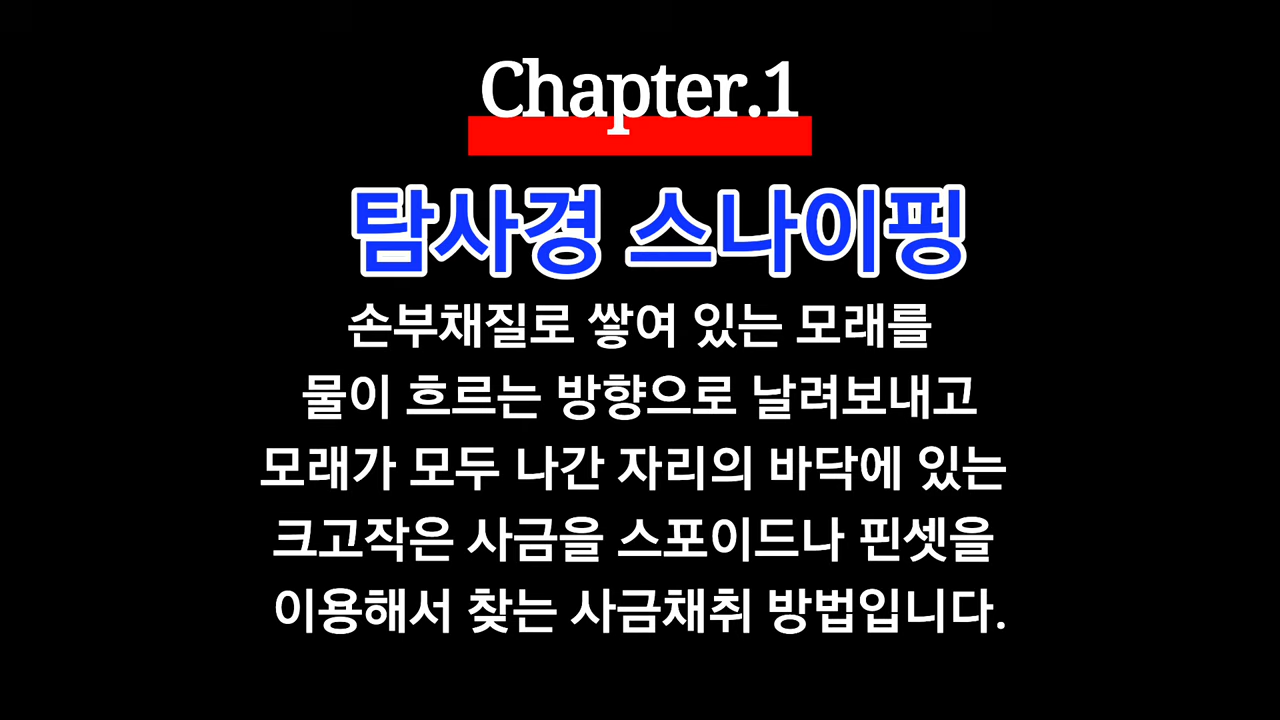 Chapter.1
탐사경 스나이핑
손부채질로 쌓여 있는 모래를
물이 흐르는 방향으로 날려보내고
모래가 모두 나간 자리의 바닥에 있는
크고작은 사금을 스포이드나 핀셋을
이용해서 찾는 사금채취 방법입니다.